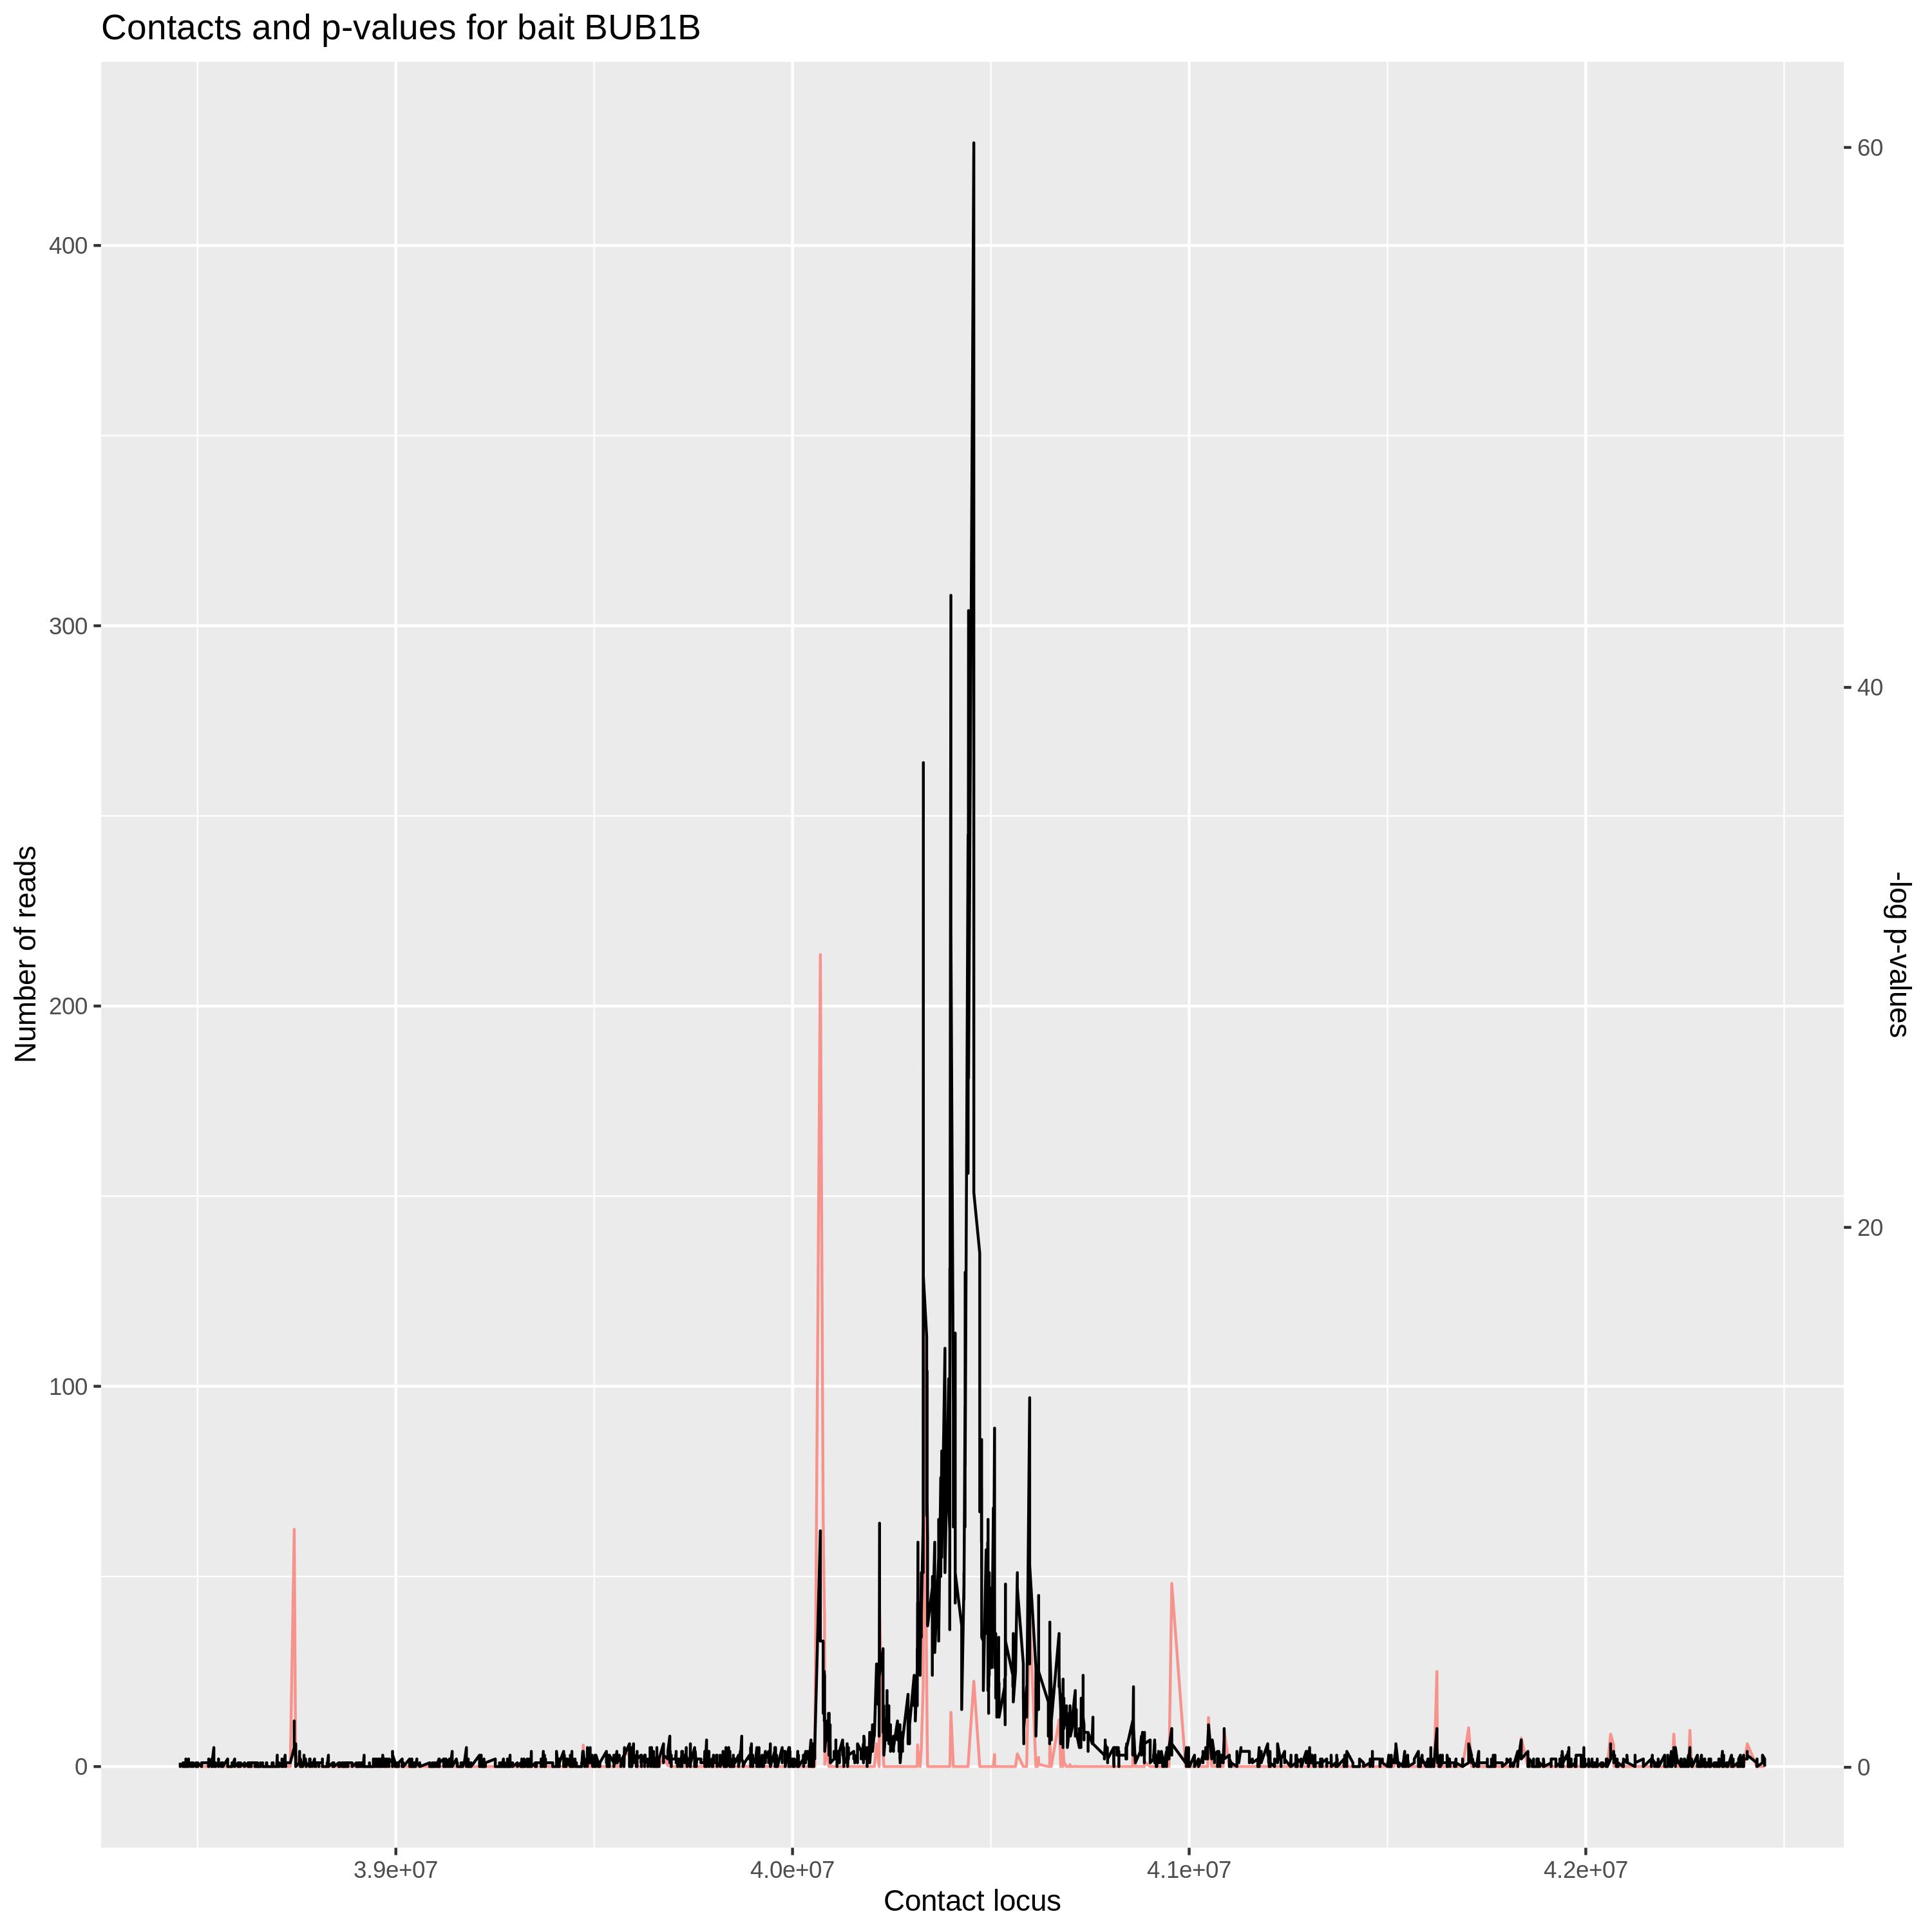 Contacts and p-values for bait BUB1B
Number of reads
400
300
200
100
0
60
40
20
0
-log p-values
3.9e+07
4.0e+07
4.1e+07
4.2e+07
Contact locus